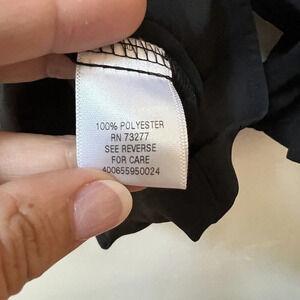 100% POLYESTER
RN 73277
SEE REVERSE
FOR CARE
400655950024